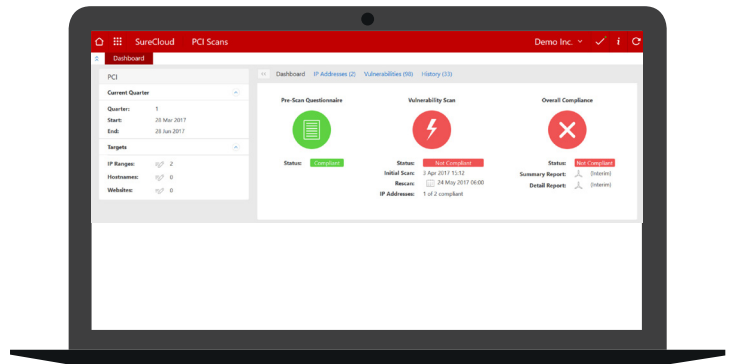 SureCloud PCI Scans Demo Inc. i
Dashboard
PCI
Current Quarter
Quarter: 1
Start: 28 Mar 2017
End: 28 Jun 2017
Targets
IP Ranges: 2
Hostnames: 0
Websites: 0
Dashboard IP Addresses (2) Vulnerabilities (98) History (33)
Pre-Scan Questionnaire
Status: Compliant
Vulnerability Scan
Status: Not Compliant
Initial Scan: 3 Apr 2017 15:12
Rescan: 24 May 2017 06:00
IP Addresses: 1 of 2 compliant
Overall Compliance
Status: Not Compliant
Summary Report: (Interim)
Detail Report: (Interim)